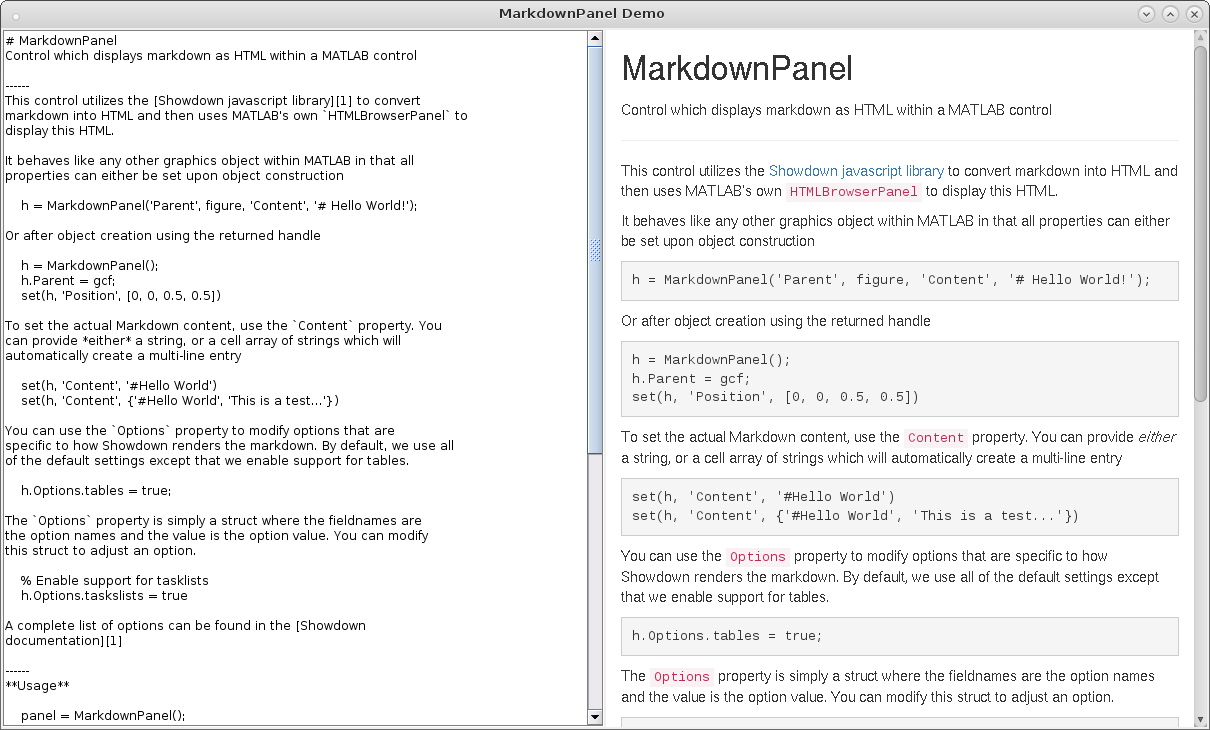 MarkdownPanel Demo
# MarkdownPanel
Control which displays markdown as HTML within a MATLAB control
------
This control utilizes the [Showdown javascript library][1] to convert
markdown into HTML and then uses MATLAB's own `HTMLBrowserPanel` to
display this HTML.
It behaves like any other graphics object within MATLAB in that all
properties can either be set upon object construction
h = MarkdownPanel('Parent', figure, 'Content', '# Hello World!');
Or after object creation using the returned handle
h = MarkdownPanel();
h.Parent = gcf;
set(h, 'Position', [0, 0, 0.5, 0.5])
To set the actual Markdown content, use the `Content` property. You
can provide *either* a string, or a cell array of strings which will
automatically create a multi-line entry
set(h, 'Content', '#Hello World')
set(h, 'Content', {'#Hello World', 'This is a test...'})
You can use the `Options` property to modify options that are
specific to how Showdown renders the markdown. By default, we use all
of the default settings except that we enable support for tables.
h.Options.tables = true;
The `Options` property is simply a struct where the fieldnames are
the option names and the value is the option value. You can modify
this struct to adjust an option.
% Enable support for tasklists
h.Options.taskslists = true
A complete list of options can be found in the [Showdown
documentation][1]
------
**Usage**
panel = MarkdownPanel();
MarkdownPanel
Control which displays markdown as HTML within a MATLAB control
This control utilizes the Showdown javascript library to convert markdown into HTML and
then uses MATLAB's own HTMLBrowserPanel to display this HTML.
It behaves like any other graphics object within MATLAB in that all properties can either
be set upon object construction
h = MarkdownPanel('Parent', figure, 'Content', '# Hello World!');
Or after object creation using the returned handle
h = MarkdownPanel();
h.Parent = gcf;
set(h, 'Position', [0, 0, 0.5, 0.5])
To set the actual Markdown content, use the Content property. You can provide either
a string, or a cell array of strings which will automatically create a multi-line entry
set(h, 'Content', '#Hello World')
set(h, 'Content', {'#Hello World', 'This is a test...'})
You can use the Options property to modify options that are specific to how
Showdown renders the markdown. By default, we use all of the default settings except
that we enable support for tables.
h.Options.tables = true;
The Options property is simply a struct where the fieldnames are the option names
and the value is the option value. You can modify this struct to adjust an option.